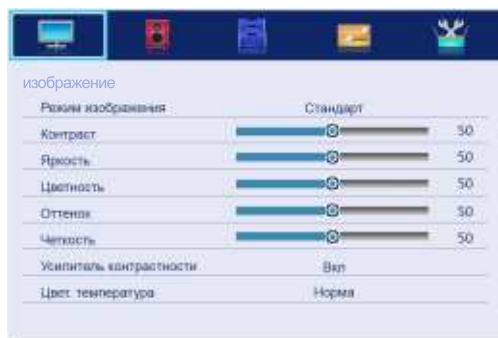 изображение
Режим изображения Стандарт
Контраст 50
Яркость 50
Цветность 50
Оттенок 50
Четкость 50
Усилитель контрастности Вкл
Цвет. температура Норма